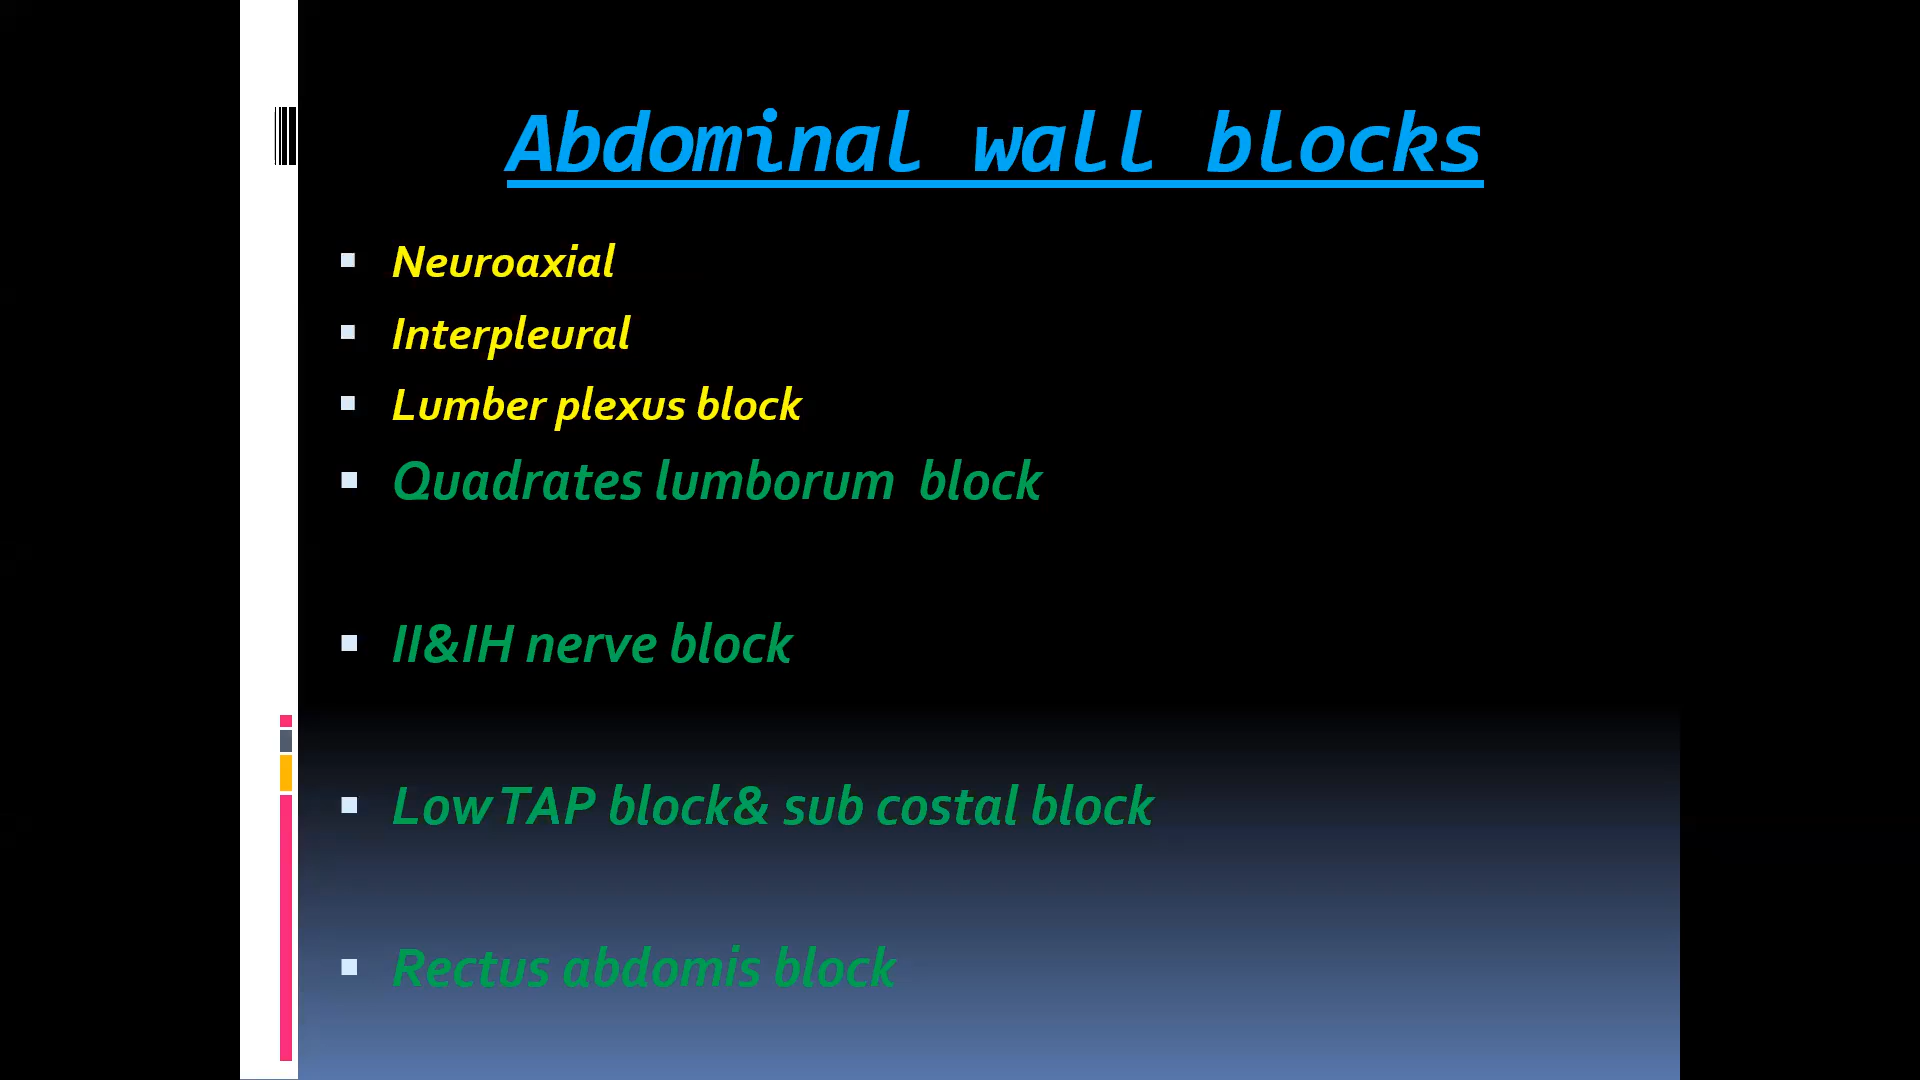 Abdominal wall blocks
Neuroaxial
Interpleural
Lumber plexus block
Quadrates lumborum block
II&IH nerve block
Low TAP block& sub costal block
Rectus abdomis block